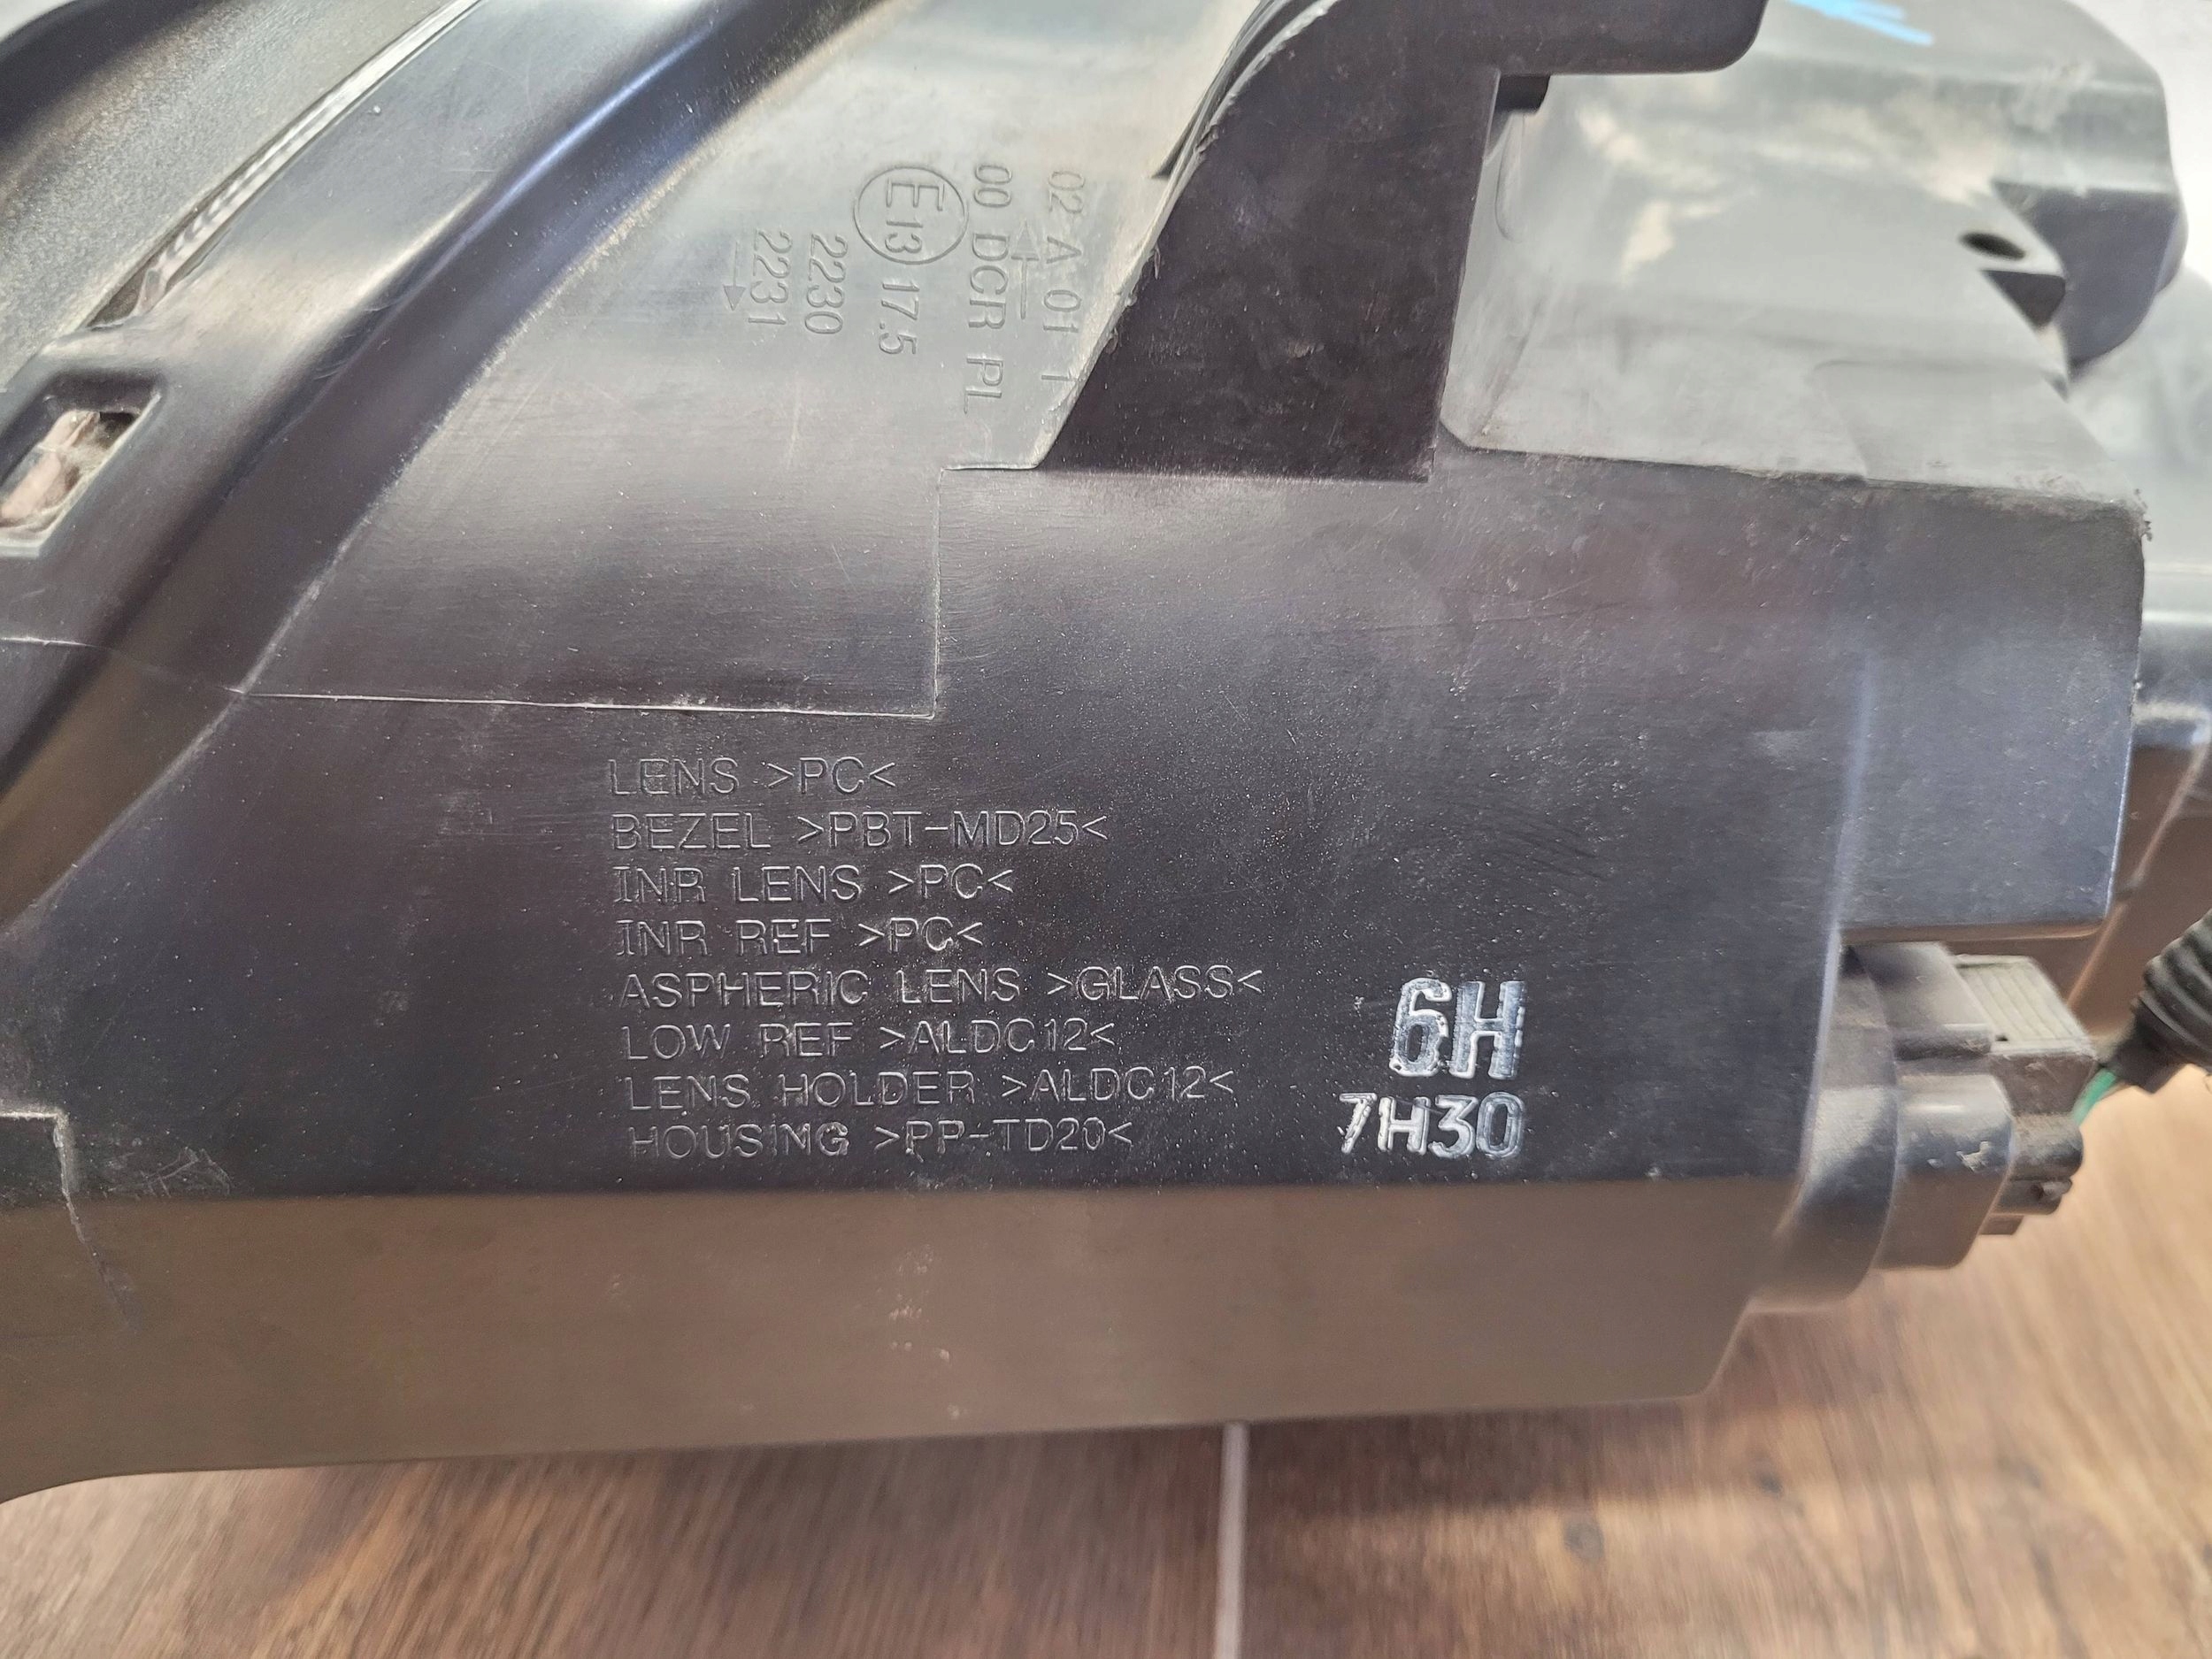 02 A 01 1
00 DCR PL
E13 17.5
2230
2231
LENS >PC<
BEZEL >PBT-MD25<
INR LENS >PC<
INR REF >PC<
ASPHERIC LENS >GLASS<
LOW REF >ALDC12<
LENS HOLDER >ALDC12<
HOUSING >PP-TD20<
6H
7H30